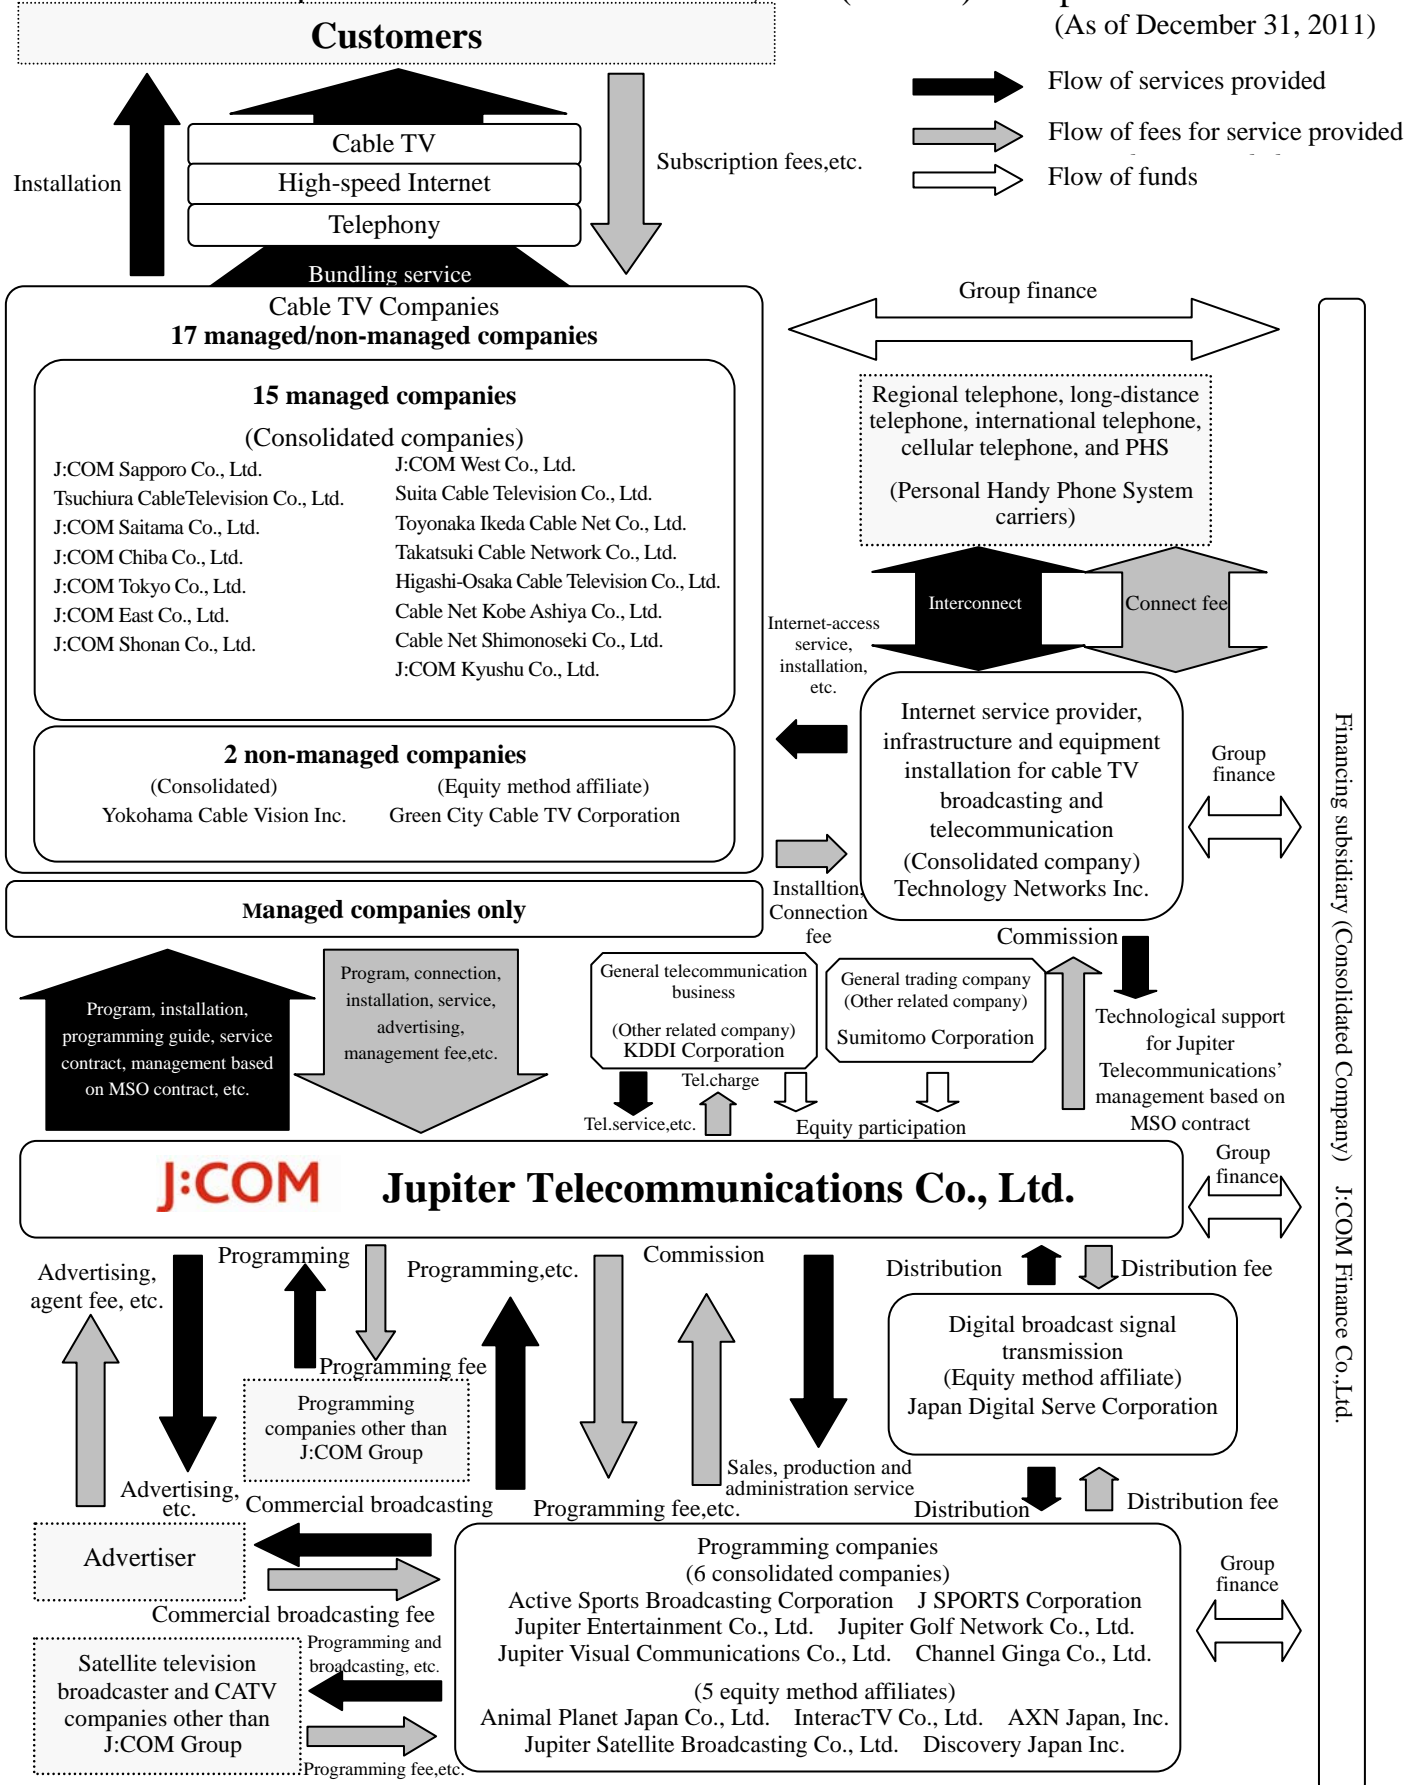 (As of December 31, 2011)
Customers
Flow of services provided
Flow of fees for service provided
Flow of funds
Cable TV
High-speed Internet
Telephony
Bundling service
Installation
Subscription fees,etc.
Cable TV Companies
17 managed/non-managed companies
15 managed companies
(Consolidated companies)
J:COM Sapporo Co., Ltd.
Tsuchiura CableTelevision Co., Ltd.
J:COM Saitama Co., Ltd.
J:COM Chiba Co., Ltd.
J:COM Tokyo Co., Ltd.
J:COM East Co., Ltd.
J:COM Shonan Co., Ltd.
J:COM West Co., Ltd.
Suita Cable Television Co., Ltd.
Toyonaka Ikeda Cable Net Co., Ltd.
Takatsuki Cable Network Co., Ltd.
Higashi-Osaka Cable Television Co., Ltd.
Cable Net Kobe Ashiya Co., Ltd.
Cable Net Shimonoseki Co., Ltd.
J:COM Kyushu Co., Ltd.
2 non-managed companies
(Consolidated)
Yokohama Cable Vision Inc.
(Equity method affiliate)
Green City Cable TV Corporation
Managed companies only
Group finance
Regional telephone, long-distance
telephone, international telephone,
cellular telephone, and PHS
(Personal Handy Phone System
carriers)
Interconnect
Connect fee
Internet-access
service,
installation,
etc.
Internet service provider,
infrastructure and equipment
installation for cable TV
broadcasting and
telecommunication
(Consolidated company)
Technology Networks Inc.
Group
finance
Installtion,
Connection
fee
Financing subsidiary (Consolidated Company) J:COM Finance Co.,Ltd.
Program, installation,
programming guide, service
contract, management based
on MSO contract, etc.
Program, connection,
installation, service,
advertising,
management fee,etc.
General telecommunication
business
(Other related company)
KDDI Corporation
General trading company
(Other related company)
Sumitomo Corporation
Commission
Technological support
for Jupiter
Telecommunications’
management based on
MSO contract
Tel.service,etc.
Tel.charge
Equity participation
J:COM Jupiter Telecommunications Co., Ltd.
Group
finance
Advertising,
agent fee, etc.
Advertising,
etc.
Programming
Programming fee
Programming
companies other than
J:COM Group
Programming,etc.
Programming fee,etc.
Commission
Sales, production and
administration service
Distribution
Distribution fee
Digital broadcast signal
transmission
(Equity method affiliate)
Japan Digital Serve Corporation
Distribution
Distribution fee
Commercial broadcasting
Advertiser
Commercial broadcasting fee
Programming and
broadcasting, etc.
Satellite television
broadcaster and CATV
companies other than
J:COM Group
Programming fee,etc.
Programming companies
(6 consolidated companies)
Active Sports Broadcasting Corporation J SPORTS Corporation
Jupiter Entertainment Co., Ltd. Jupiter Golf Network Co., Ltd.
Jupiter Visual Communications Co., Ltd. Channel Ginga Co., Ltd.
(5 equity method affiliates)
Animal Planet Japan Co., Ltd. InteracTV Co., Ltd. AXN Japan, Inc.
Jupiter Satellite Broadcasting Co., Ltd. Discovery Japan Inc.
Group
finance